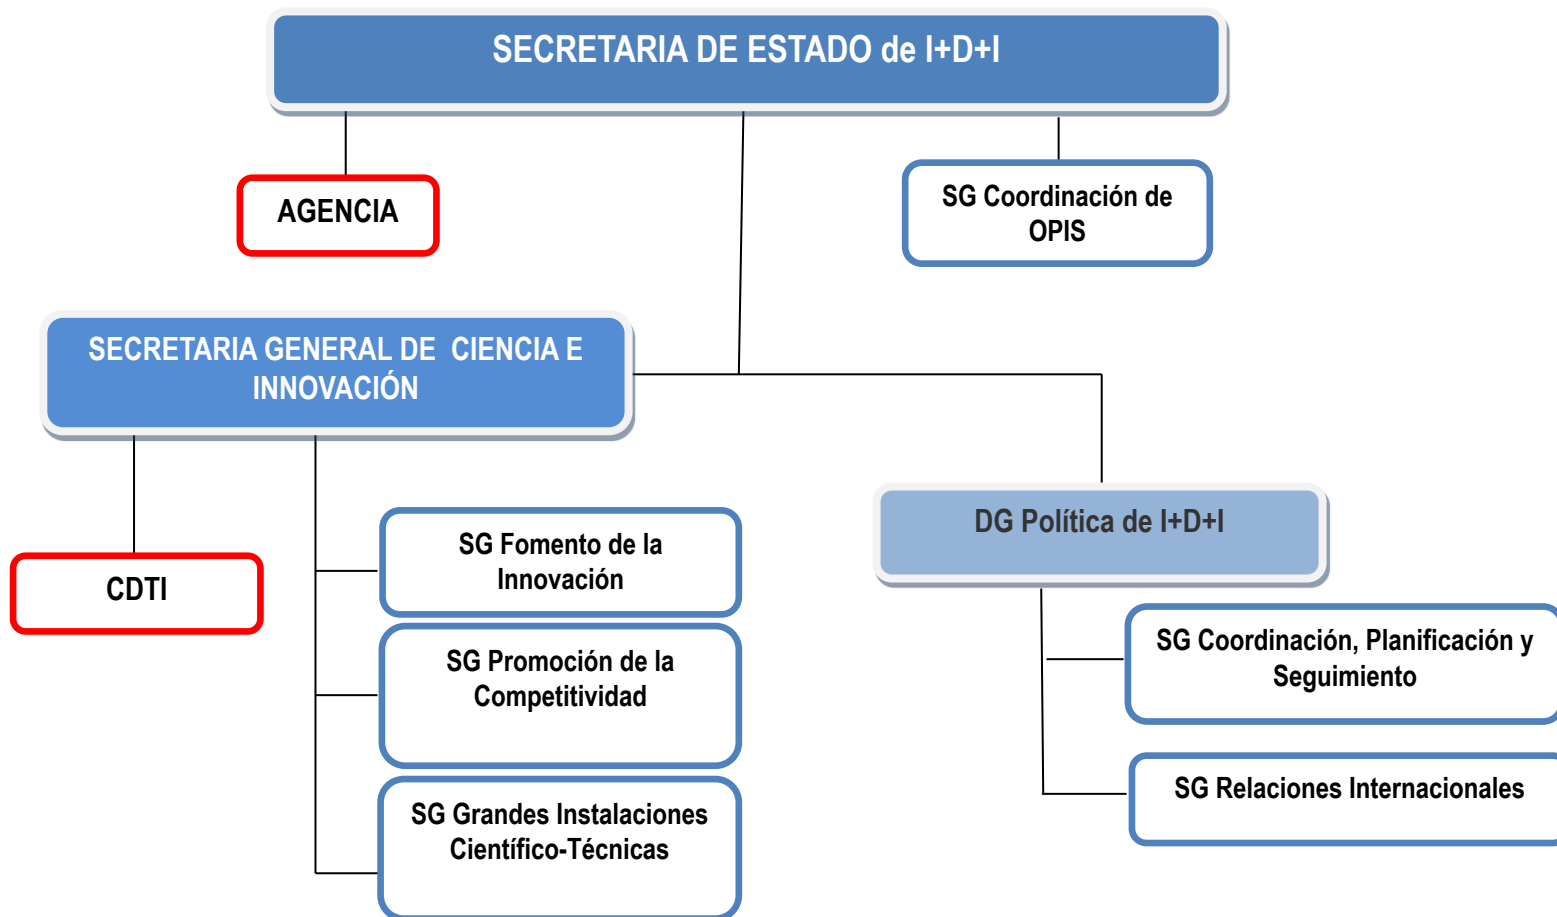 SECRETARIA DE ESTADO de I+D+I
AGENCIA
SG Coordinación de
OPIS
SECRETARIA GENERAL DE CIENCIA E
INNOVACIÓN
CDTI
SG Fomento de la
Innovación
SG Promoción de la
Competitividad
SG Grandes Instalaciones
Científico-Técnicas
DG Política de I+D+I
SG Coordinación, Planificación y
Seguimiento
SG Relaciones Internacionales